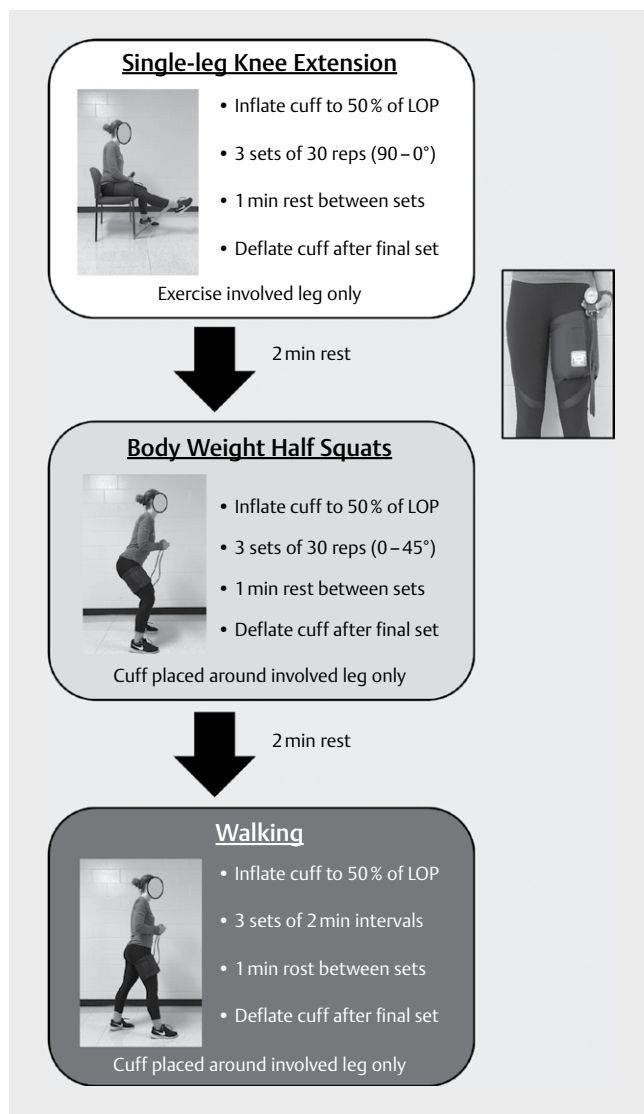 Single-leg Knee Extension
• Inflate cuff to 50 % of LOP
• 3 sets of 30 reps (90 – 0°)
• 1 min rest between sets
• Deflate cuff after final set
Exercise involved leg only
2 min rest
Body Weight Half Squats
• Inflate cuff to 50 % of LOP
• 3 sets of 30 reps (0 – 45°)
• 1 min rest between sets
• Deflate cuff after final set
Cuff placed around involved leg only
2 min rest
Walking
• Inflate cuff to 50 % of LOP
• 3 sets of 2 min intervals
• 1 min rost between sets
• Deflate cuff after final set
Cuff placed around involved leg only